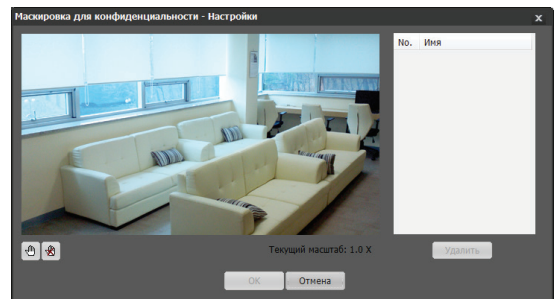 Маскировка для конфиденциальности - Настройки x
No. Имя
Текущий масштаб: 1.0 X
Удалить
OK Отмена